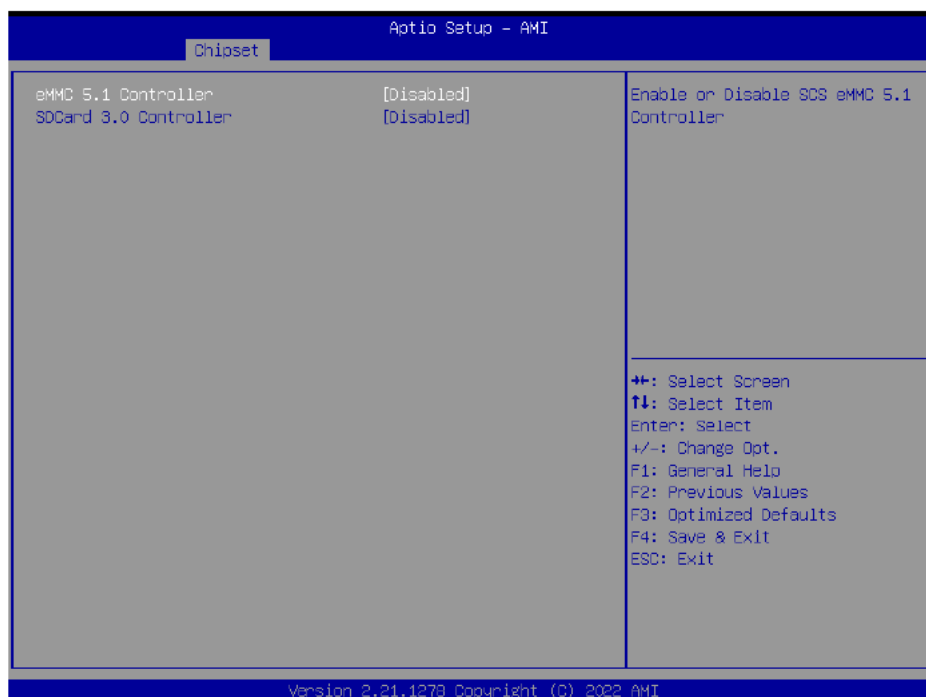 Aptio Setup – AMI
Chipset
eMMC 5.1 Controller [Disabled]
SDCard 3.0 Controller [Disabled]
Enable or Disable SCS eMMC 5.1
Controller
→←: Select Screen
↑↓: Select Item
Enter: Select
+/-: Change Opt.
F1: General Help
F2: Previous Values
F3: Optimized Defaults
F4: Save & Exit
ESC: Exit
Version 2.21.1278 Copyright (C) 2022 AMI